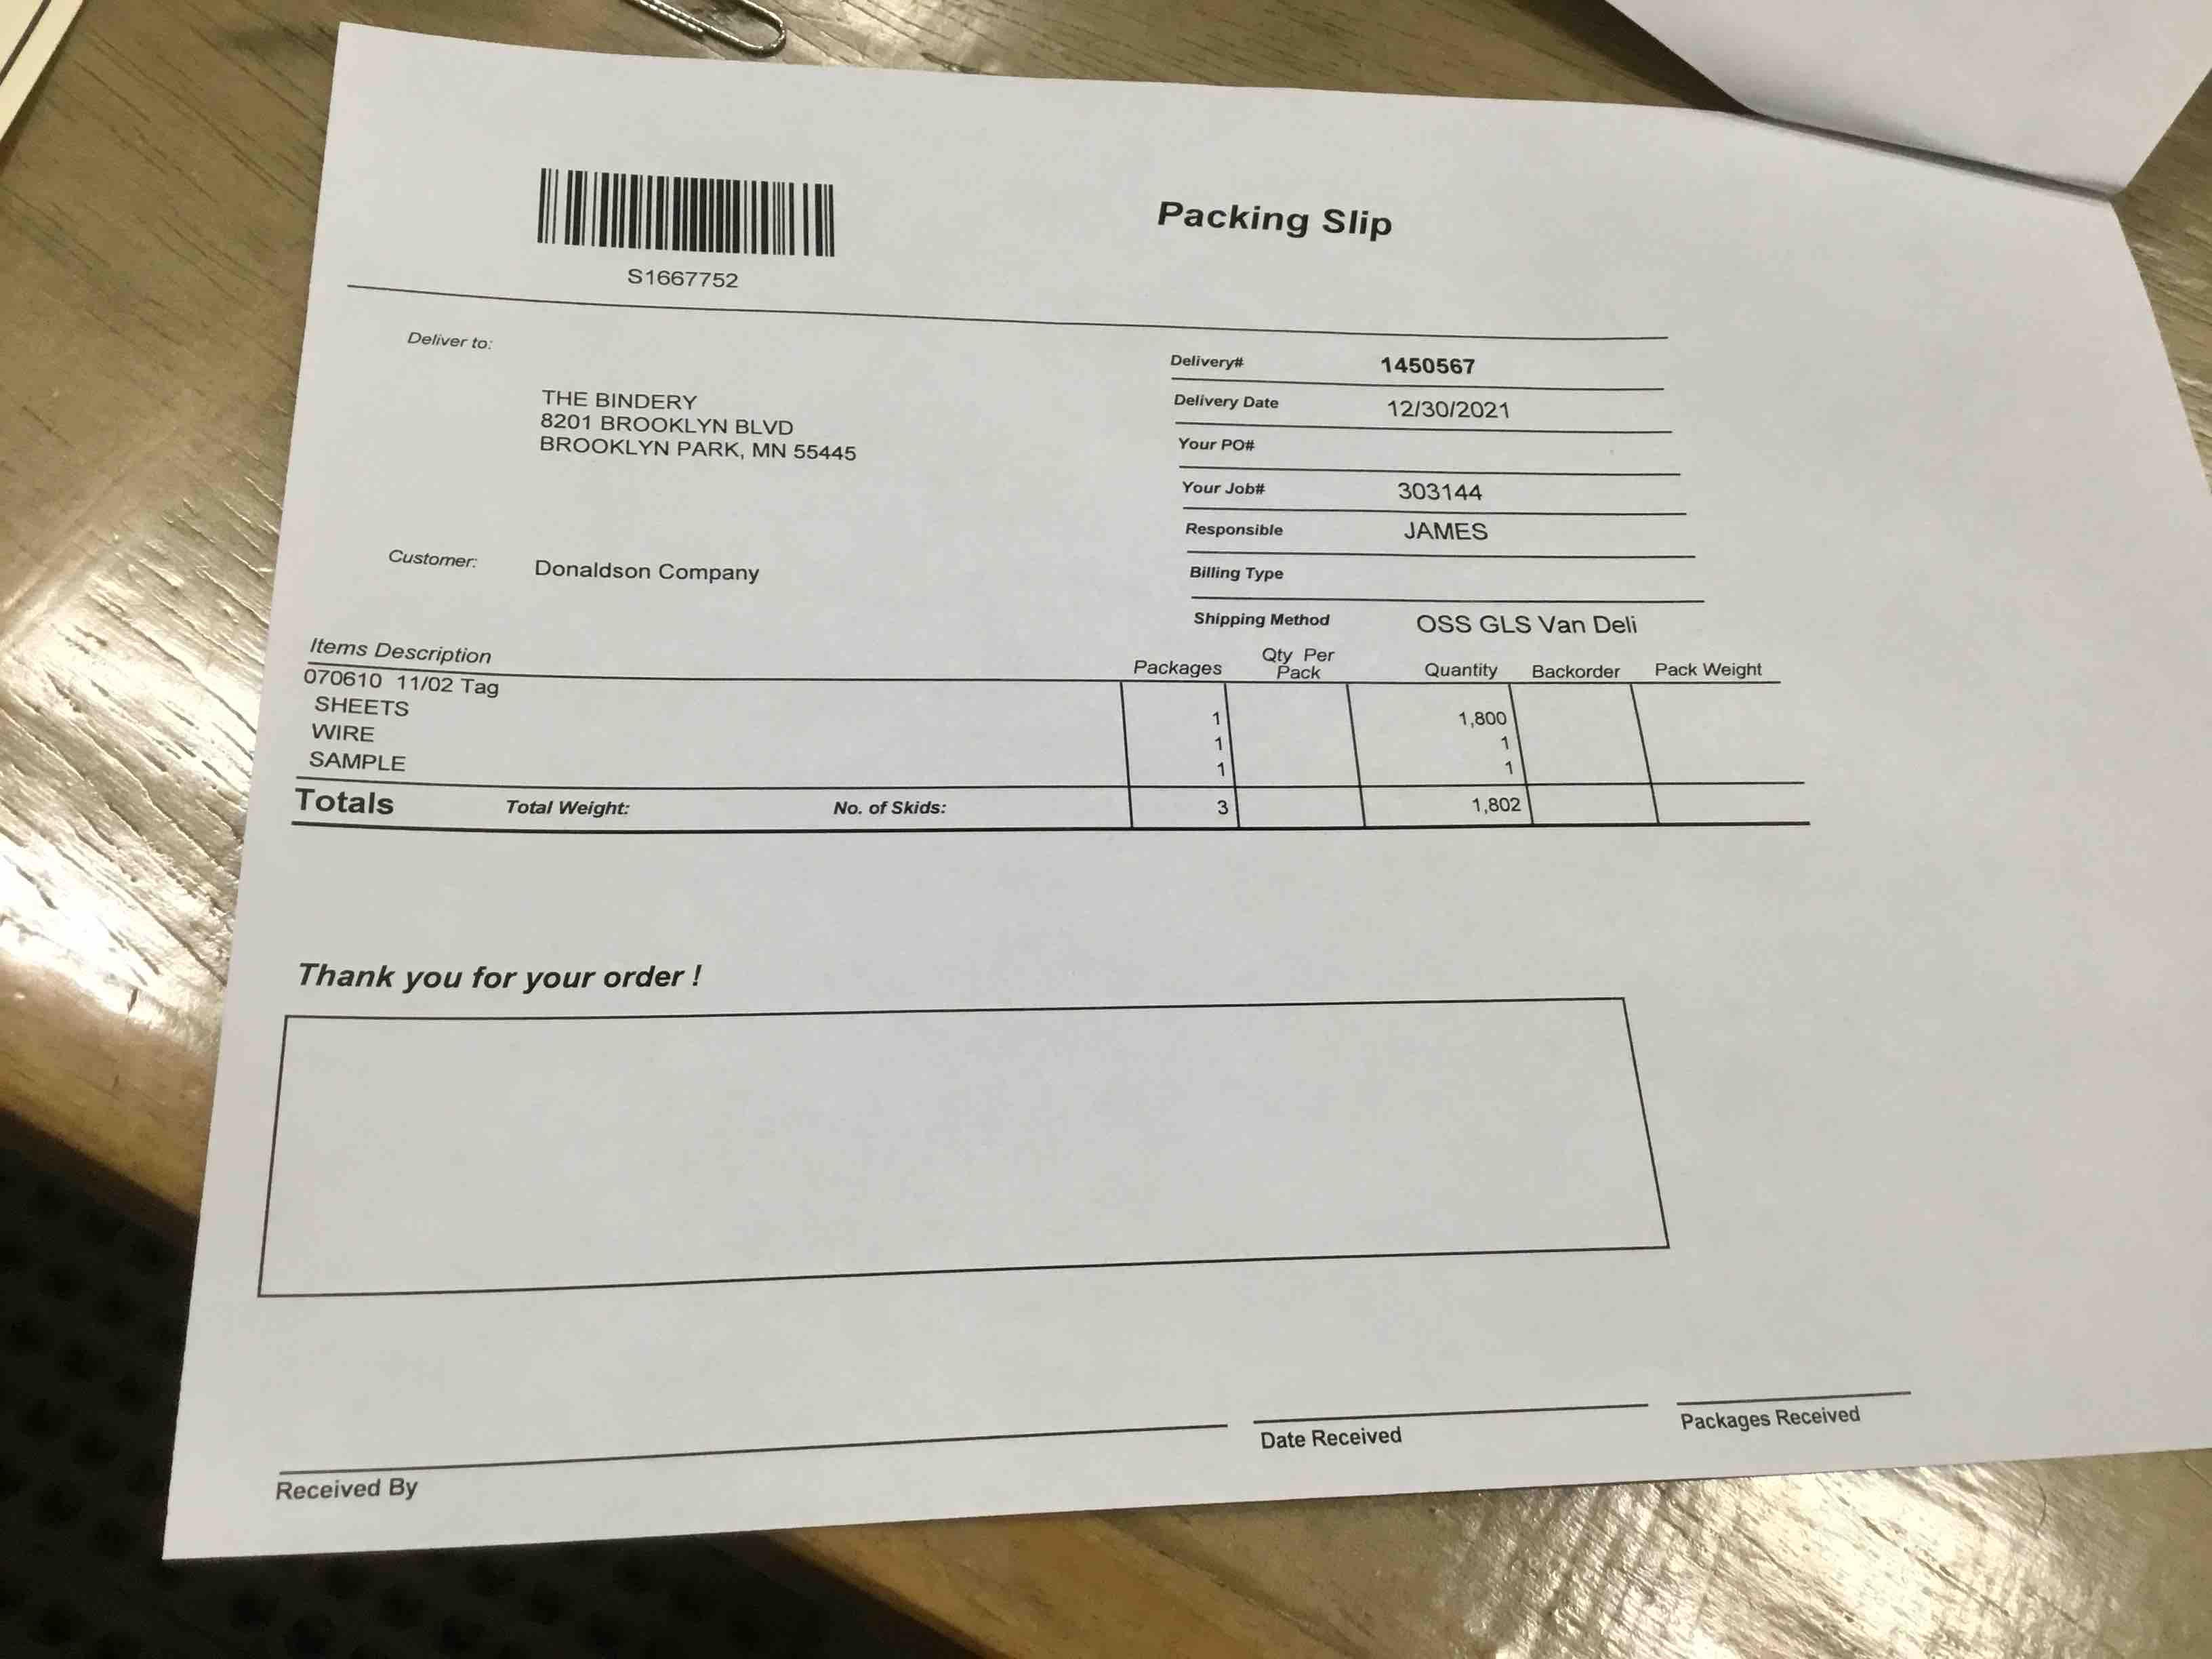 Packing Slip
S1667752
Deliver to:
THE BINDERY
8201 BROOKLYN BLVD
BROOKLYN PARK, MN 55445
Customer: Donaldson Company
Delivery# 1450567
Delivery Date 12/30/2021
Your PO#
Your Job# 303144
Responsible JAMES
Billing Type
Shipping Method OSS GLS Van Deli
Items Description Packages Qty Per Pack Quantity Backorder Pack Weight
070610 11/02 Tag
SHEETS 1 1,800
WIRE 1 1
SAMPLE 1 1
Totals Total Weight: No. of Skids: 3 1,802
Thank you for your order !
Received By Date Received Packages Received